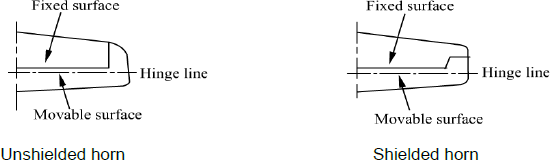 Fixed surface
Hinge line
Movable surface
Unshielded horn
Fixed surface
Hinge line
Movable surface
Shielded horn